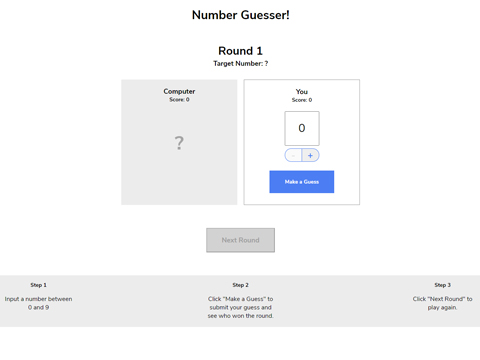 Number Guesser!
Round 1
Target Number: ?
Computer
Score: 0
?
You
Score: 0
0
- +
Make a Guess
Next Round
Step 1
Input a number between
0 and 9
Step 2
Click "Make a Guess" to
submit your guess and
see who won the round.
Step 3
Click "Next Round" to
play again.